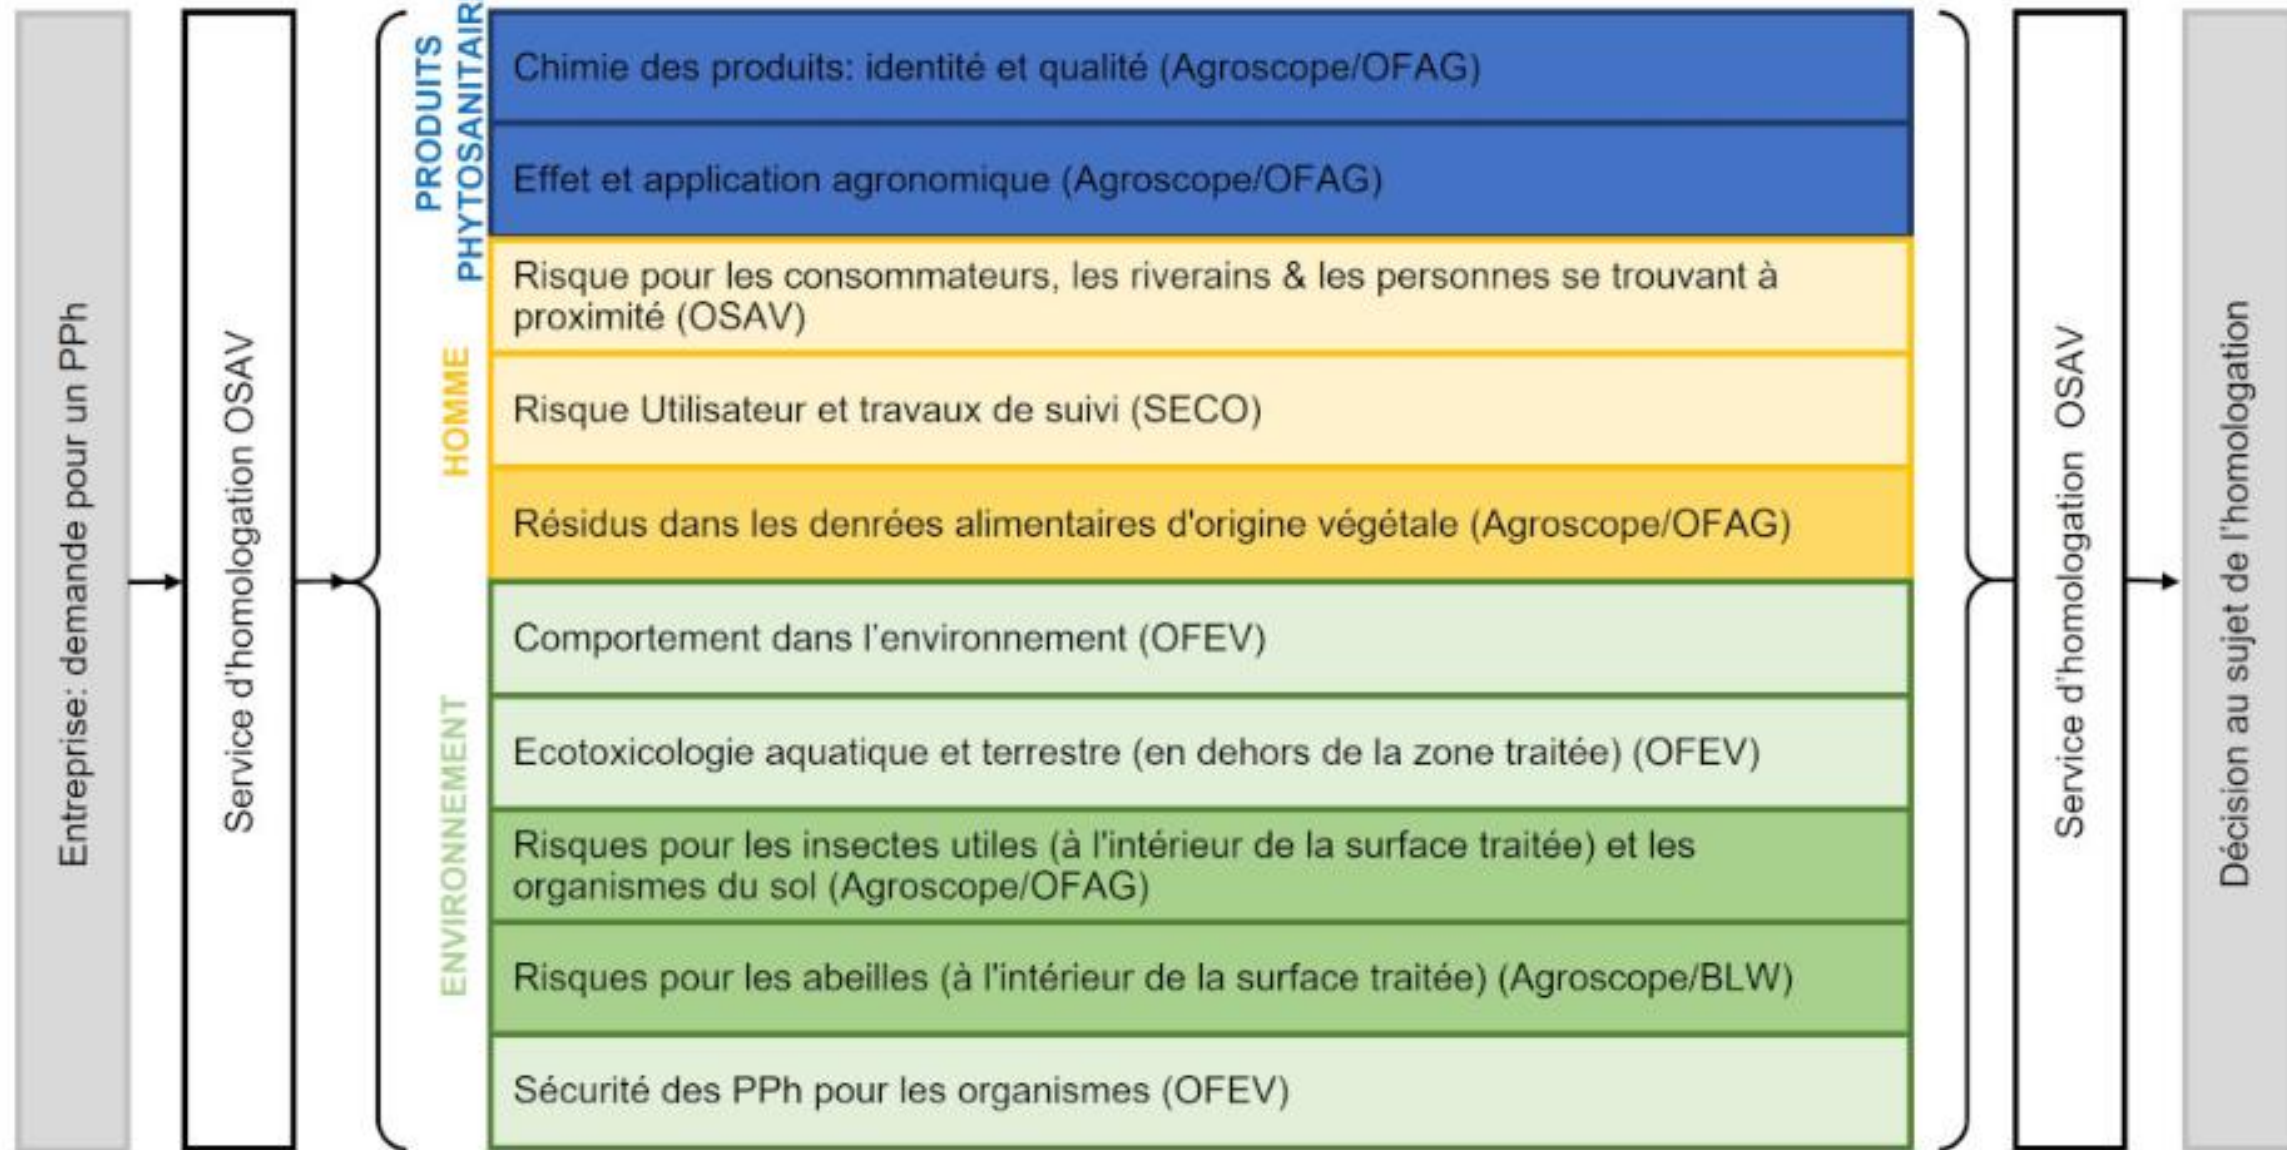 Entreprise: demande pour un PPh
Service d'homologation OSAV
PRODUITS
PHYTOSANITAIR
Chimie des produits: identité et qualité (Agroscope/OFAG)
Effet et application agronomique (Agroscope/OFAG)
HOMME
Risque pour les consommateurs, les riverains & les personnes se trouvant à
proximité (OSAV)
Risque Utilisateur et travaux de suivi (SECO)
Résidus dans les denrées alimentaires d'origine végétale (Agroscope/OFAG)
ENVIRONNEMENT
Comportement dans l'environnement (OFEV)
Ecotoxicologie aquatique et terrestre (en dehors de la zone traitée) (OFEV)
Risques pour les insectes utiles (à l'intérieur de la surface traitée) et les
organismes du sol (Agroscope/OFAG)
Risques pour les abeilles (à l'intérieur de la surface traitée) (Agroscope/BLW)
Sécurité des PPh pour les organismes (OFEV)
Service d'homologation OSAV
Décision au sujet de l'homologation